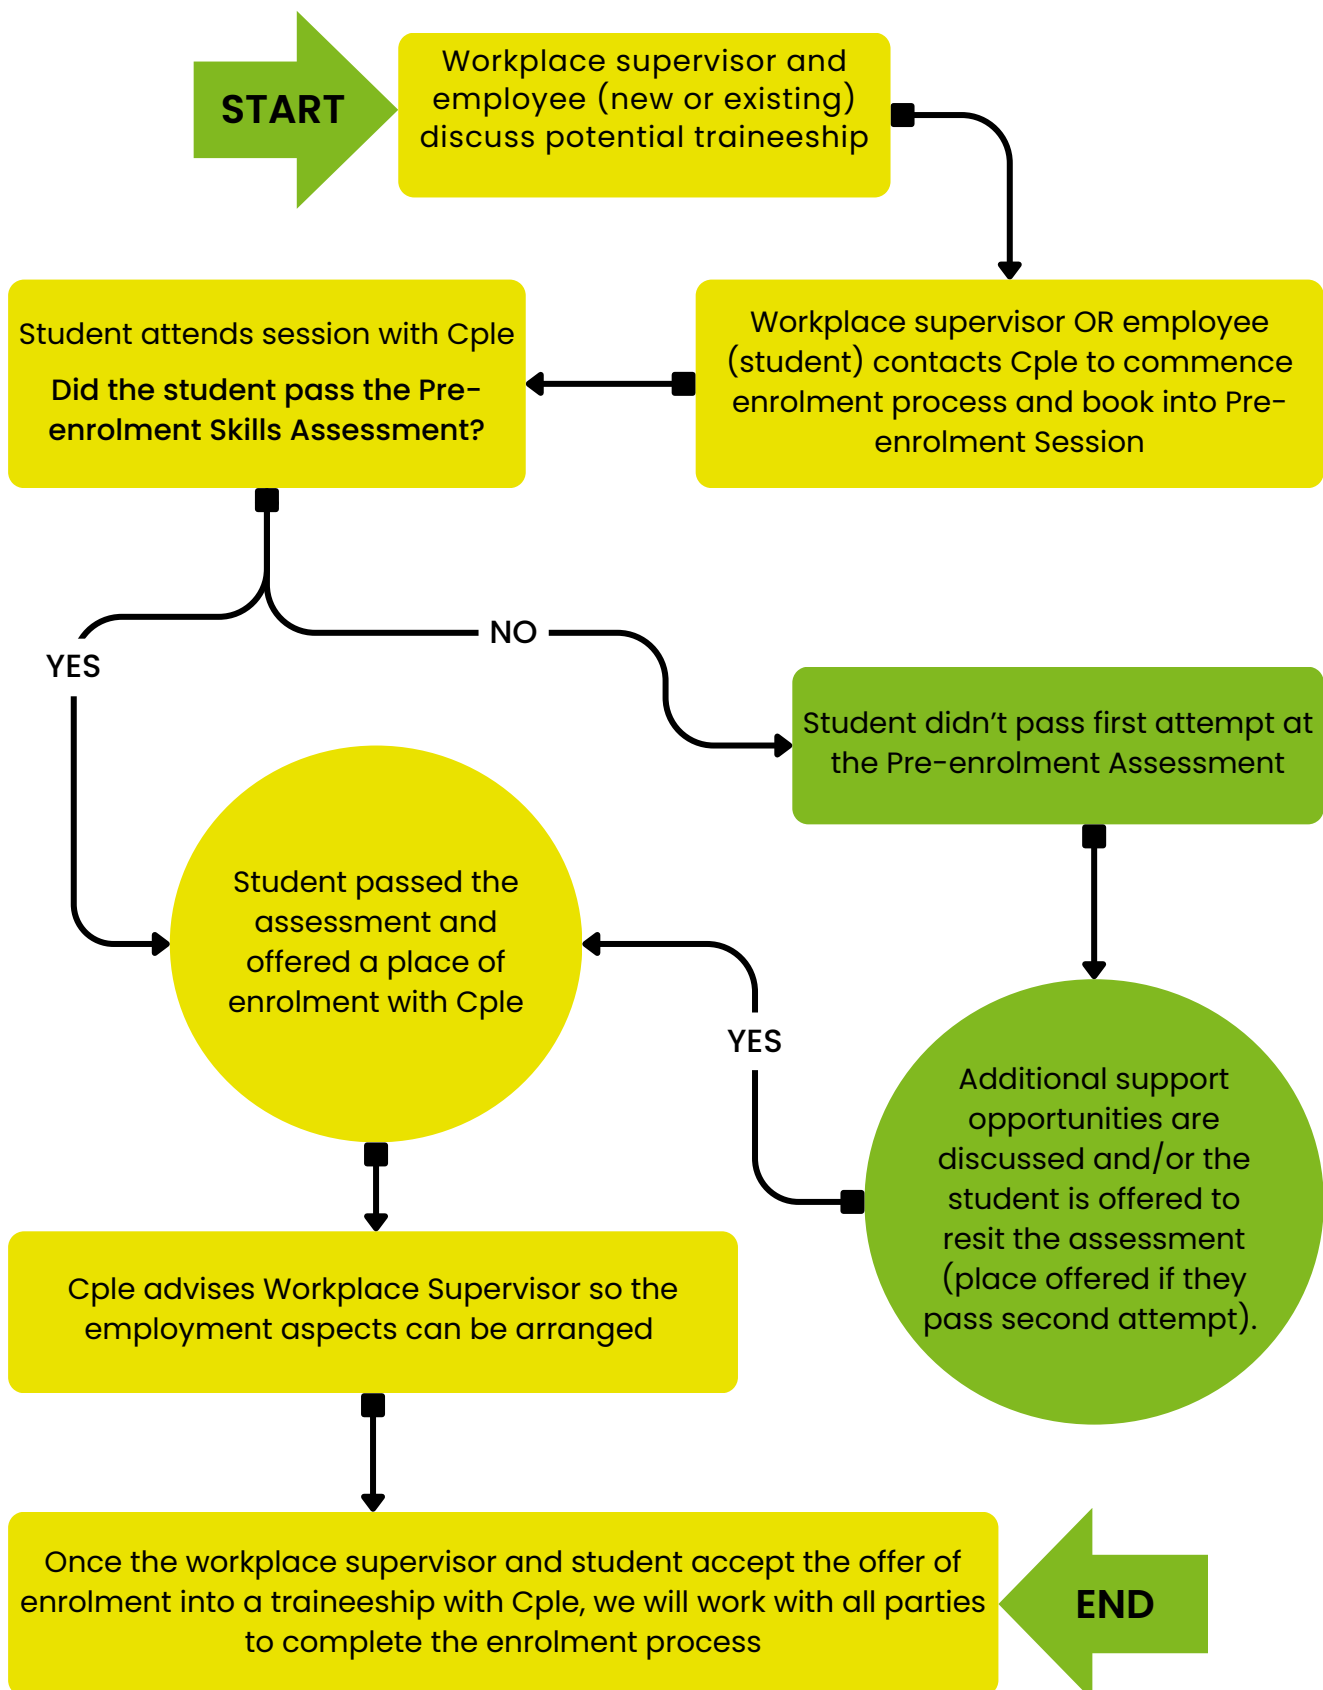 START
Workplace supervisor and
employee (new or existing)
discuss potential traineeship
Workplace supervisor OR employee
(student) contacts Cple to commence
enrolment process and book into Pre-
enrolment Session
Student attends session with Cple
Did the student pass the Pre-
enrolment Skills Assessment?
YES
NO
Student didn’t pass first attempt at
the Pre-enrolment Assessment
Additional support
opportunities are
discussed and/or the
student is offered to
resit the assessment
(place offered if they
pass second attempt).
YES
Student passed the
assessment and
offered a place of
enrolment with Cple
Cple advises Workplace Supervisor so the
employment aspects can be arranged
Once the workplace supervisor and student accept the offer of
enrolment into a traineeship with Cple, we will work with all parties
to complete the enrolment process
END